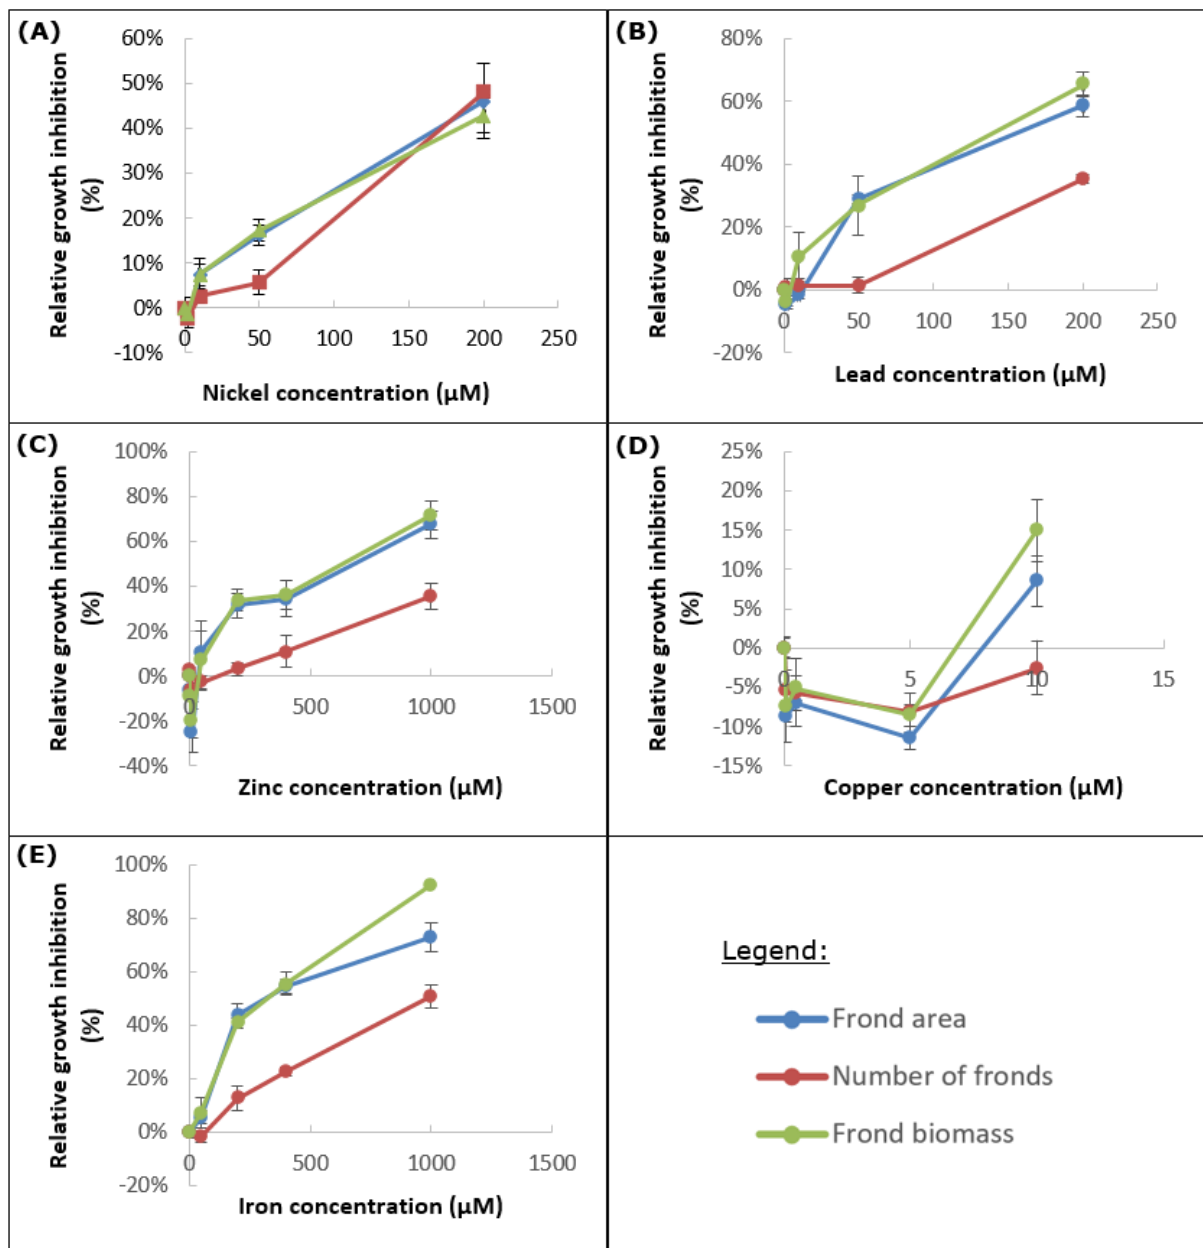 (A)
Relative growth inhibition
(%)
60%
50%
40%
30%
20%
10%
0%
-10%
0 50 100 150 200 250
Nickel concentration (µM)
(B)
Relative growth inhibition
(%)
80%
60%
40%
20%
0%
-20%
0 50 100 150 200 250
Lead concentration (µM)
(C)
Relative growth inhibition
(%)
100%
80%
60%
40%
20%
0%
-20%
-40%
0 500 1000 1500
Zinc concentration (µM)
(D)
Relative growth inhibition
(%)
25%
20%
15%
10%
5%
0%
-5%
-10%
-15%
0 5 10 15
Copper concentration (µM)
(E)
Relative growth inhibition
(%)
100%
80%
60%
40%
20%
0%
-20%
0 500 1000 1500
Iron concentration (µM)
Legend:
Frond area
Number of fronds
Frond biomass